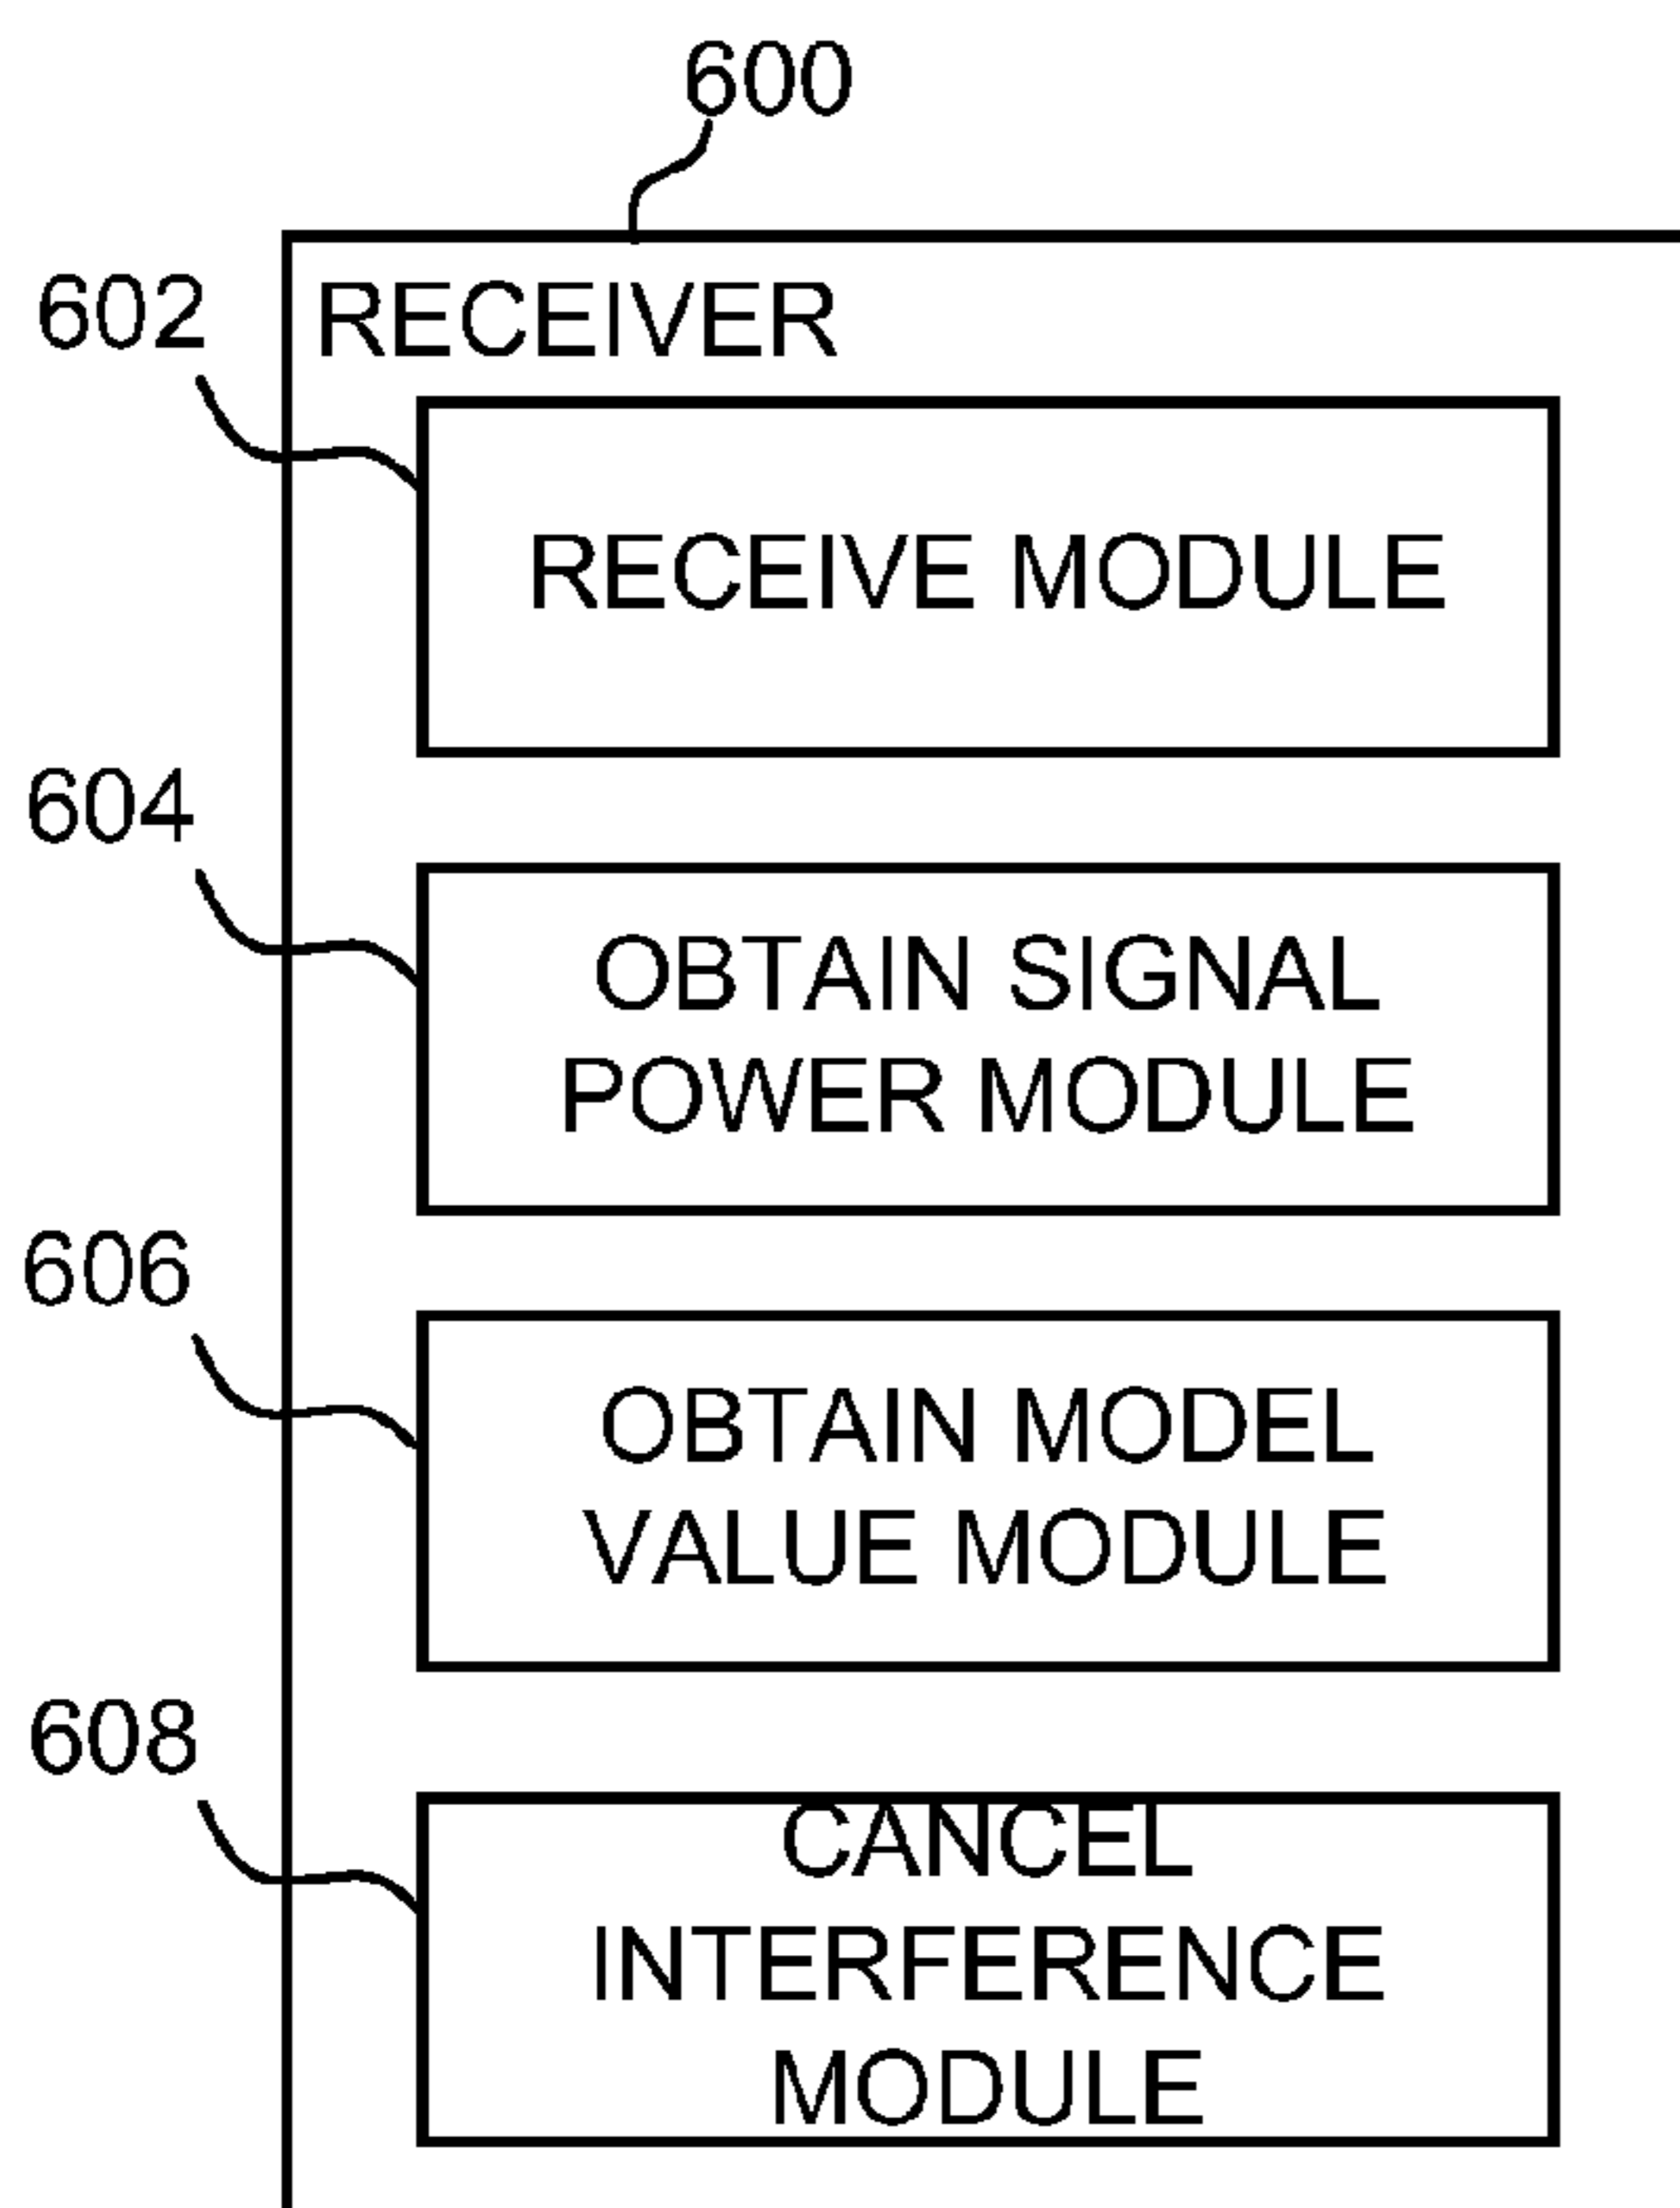 600
602
RECEIVER
RECEIVE MODULE
604
OBTAIN SIGNAL
POWER MODULE
606
OBTAIN MODEL
VALUE MODULE
608
CANCEL
INTERFERENCE
MODULE